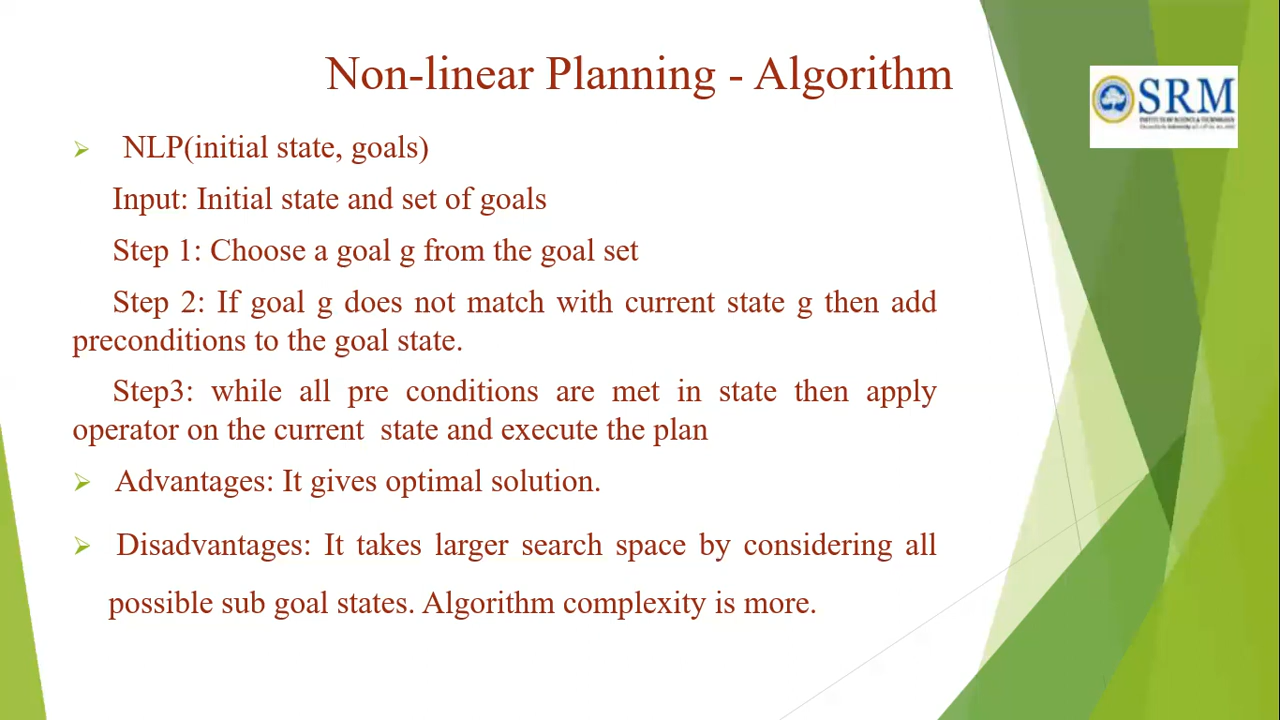 Non-linear Planning - Algorithm
SRM
INSTITUTE OF SCIENCE & TECHNOLOGY
NLP(initial state, goals)
Input: Initial state and set of goals
Step 1: Choose a goal g from the goal set
Step 2: If goal g does not match with current state g then add
preconditions to the goal state.
Step3: while all pre conditions are met in state then apply
operator on the current state and execute the plan
Advantages: It gives optimal solution.
Disadvantages: It takes larger search space by considering all
possible sub goal states. Algorithm complexity is more.